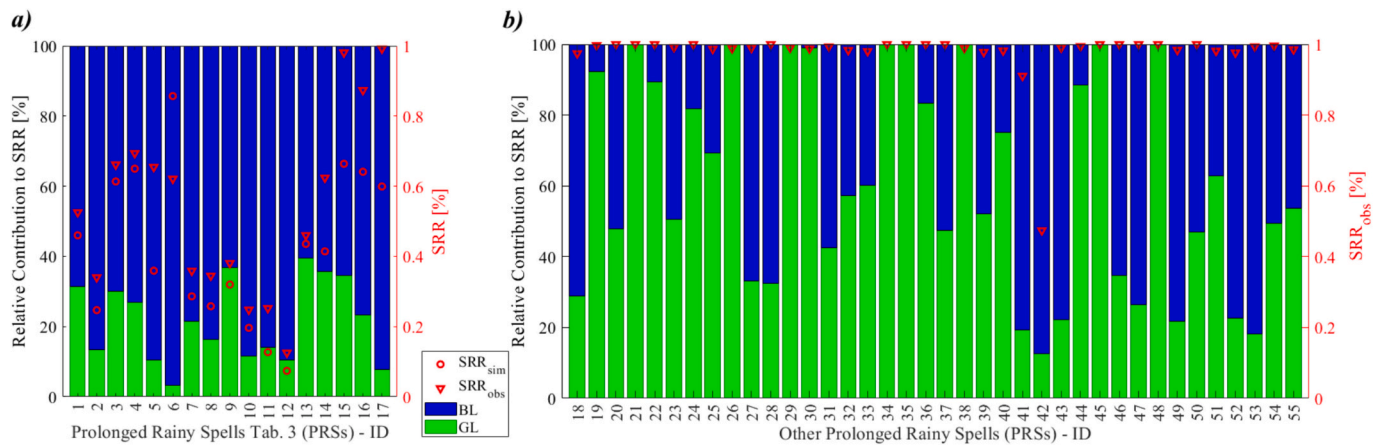 a)
Relative Contribution to SRR [%]
100
80
60
40
20
0
1
0.8
0.6
0.4
0.2
0
SRR [%]
1 2 3 4 5 6 7 8 9 10 11 12 13 14 15 16 17
Prolonged Rainy Spells Tab. 3 (PRSs) - ID
SRRsim
SRRobs
BL
GL
b)
Relative Contribution to SRR [%]
100
80
60
40
20
0
1
0.8
0.6
0.4
0.2
0
SRRobs [%]
18 19 20 21 22 23 24 25 26 27 28 29 30 31 32 33 34 35 36 37 38 39 40 41 42 43 44 45 46 47 48 49 50 51 52 53 54 55
Other Prolonged Rainy Spells (PRSs) - ID